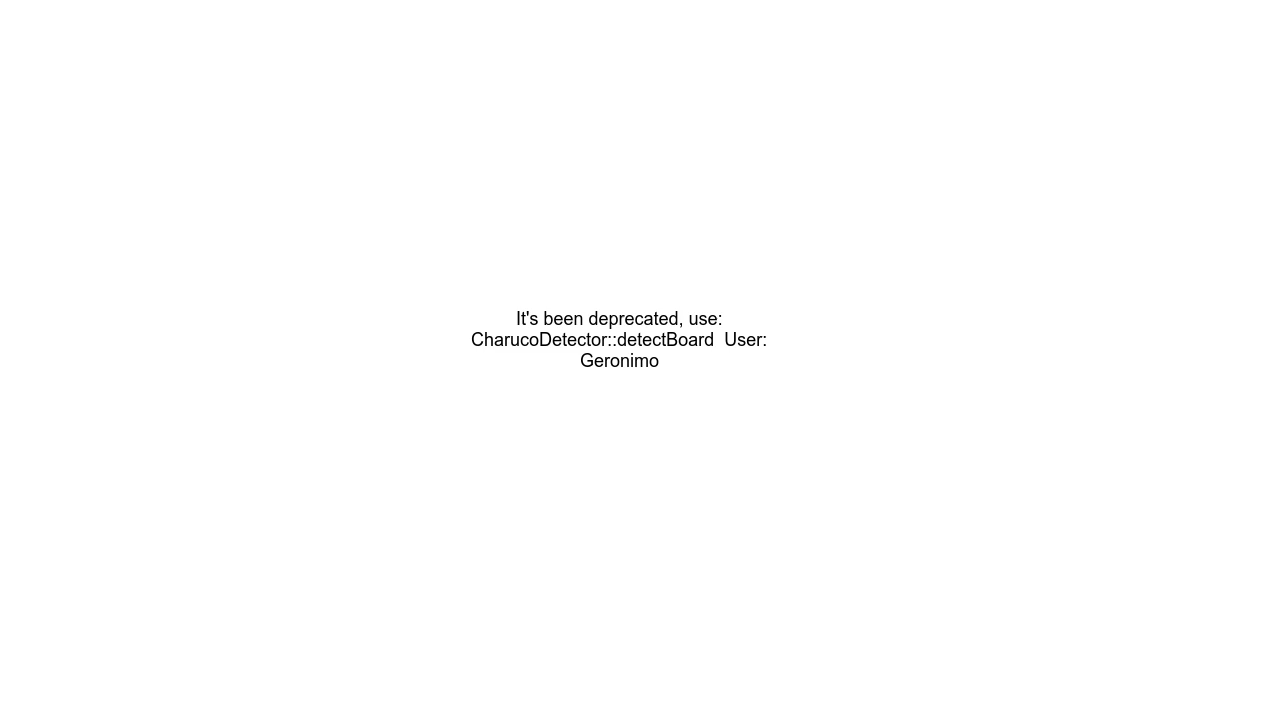 It's been deprecated, use:
CharucoDetector::detectBoard  User:
Geronimo